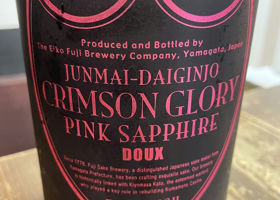 Produced and Bottled by
The Eiko Fuji Brewery Company, Yamagata, Japan
JUNMAI-DAIGINJO
CRIMSON GLORY
PINK SAPPHIRE
DOUX
Since 1778, Fuji Sake Brewery, a distinguished Japanese sake maker from
Yamagata Prefecture, has been crafting exquisite sake. Our brewery
is historically linked with Kiyomasa Kato, the esteemed warlord
who played a key role in rebuilding Kumamoto Castle.